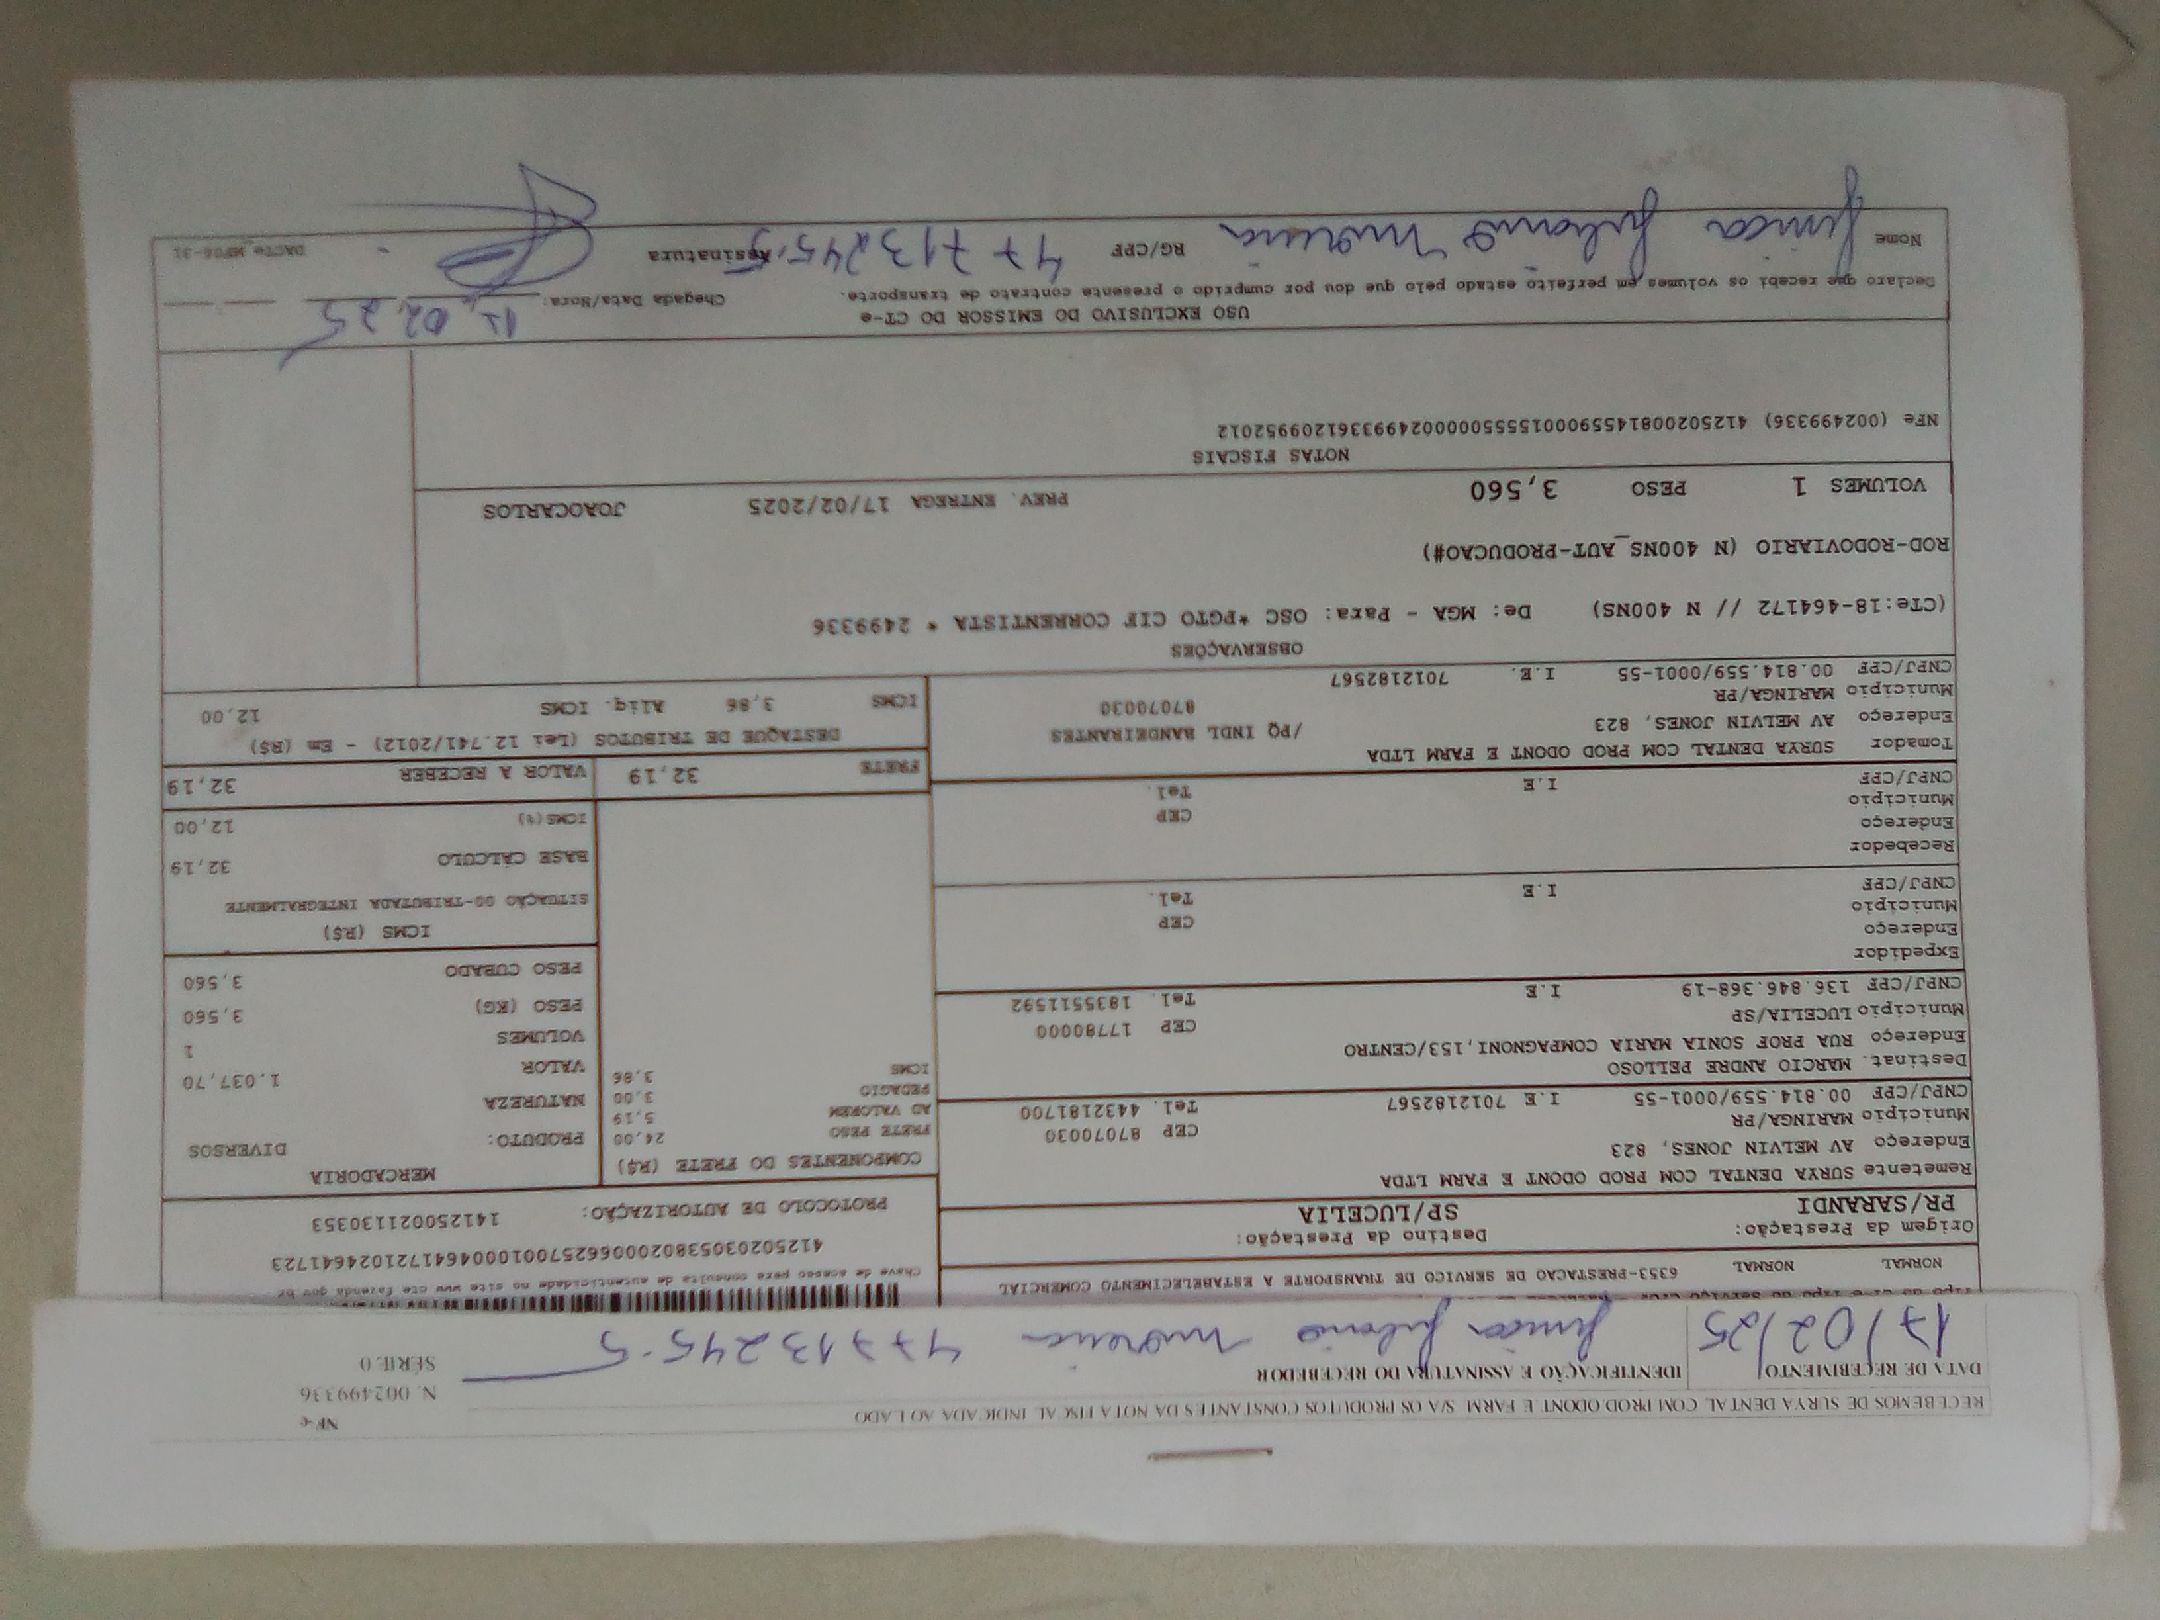 RECEBEMOS DE SURYA DENTAL COM PROD.ODONT. E FARM. S/A OS PRODUTOS CONSTANTES DA NOTA FISCAL INDICADA AO LADO
NF-e
N. 002499336
SÉRIE 0
DATA DE RECEBIMENTO
IDENTIFICAÇÃO E ASSINATURA DO RECEBEDOR
17/02/25
Moreira 47713245-5
NORMAL NORMAL 6353-PRESTACAO DE SERVICO DE TRANSPORTE A ESTABELECIMENTO COMERCIAL
Chave de acesso para consulta de autenticidade no site www.cte.fazenda.gov.br
41250203053802000662570010004641721024641723
Origem da Prestação: Destino da Prestação:
PR/SARANDI SP/LUCELIA
PROTOCOLO DE AUTORIZAÇÃO: 141250021130353
Remetente SURYA DENTAL COM PROD ODONT E FARM LTDA
Endereço AV MELVIN JONES, 823
Município MARINGA/PR CEP 87070030
CNPJ/CPF 00.814.559/0001-55 I.E 7012182567 Tel. 4432181700
Destinat. MARCIO ANDRE PELLOSO
Endereço RUA PROF SONIA MARIA COMPAGNONI,153/CENTRO
Município LUCELIA/SP CEP 17780000
CNPJ/CPF 136.846.368-19 I.E Tel. 1835511592
Expedidor
Endereço
Município CEP
CNPJ/CPF I.E Tel.
Recebedor
Endereço
Município CEP
CNPJ/CPF I.E Tel.
Tomador SURYA DENTAL COM PROD ODONT E FARM LTDA
Endereço AV MELVIN JONES, 823 /PQ INDL BANDEIRANTES
Município MARINGA/PR 87070030
CNPJ/CPF 00.814.559/0001-55 I.E. 7012182567
COMPONENTES DO FRETE (R$)
FRETE PESO 24,00
AD VALOREM 5,19
PEDAGIO 3,00
ICMS 3,86
MERCADORIA
PRODUTO: DIVERSOS
NATUREZA
VALOR 1.037,70
VOLUMES 1
PESO (KG) 3,560
PESO CUBADO 3,560
ICMS (R$)
SITUAÇÃO 00-TRIBUTADA INTEGRALMENTE
BASE CÁLCULO 32,19
ICMS(%) 12,00
FRETE 32,19 VALOR A RECEBER 32,19
DESTAQUE DE TRIBUTOS (Lei 12.741/2012) - Em (R$)
ICMS 3,86 Aliq. ICMS 12,00
OBSERVAÇÕES
(CTe:18-464172 // N 400NS) De: MGA - Para: OSC *PGTO CIF CORRENTISTA * 2499336
ROD-RODOVIARIO (N 400NS_AUT-PRODUCAO#)
VOLUMES 1 PESO 3,560 PREV. ENTREGA 17/02/2025 JOAOCARLOS
NOTAS FISCAIS
NFe (002499336) 41250200814559000155550000024993361209952012
USO EXCLUSIVO DO EMISSOR DO CT-e
Declaro que recebi os volumes em perfeito estado pelo que dou por cumprido o presente contrato de transporte.
Chegada Data/Hora: 17,02,25
Nome Moreira RG/CPF 47713245-5 Assinatura
DACTe MP06-31